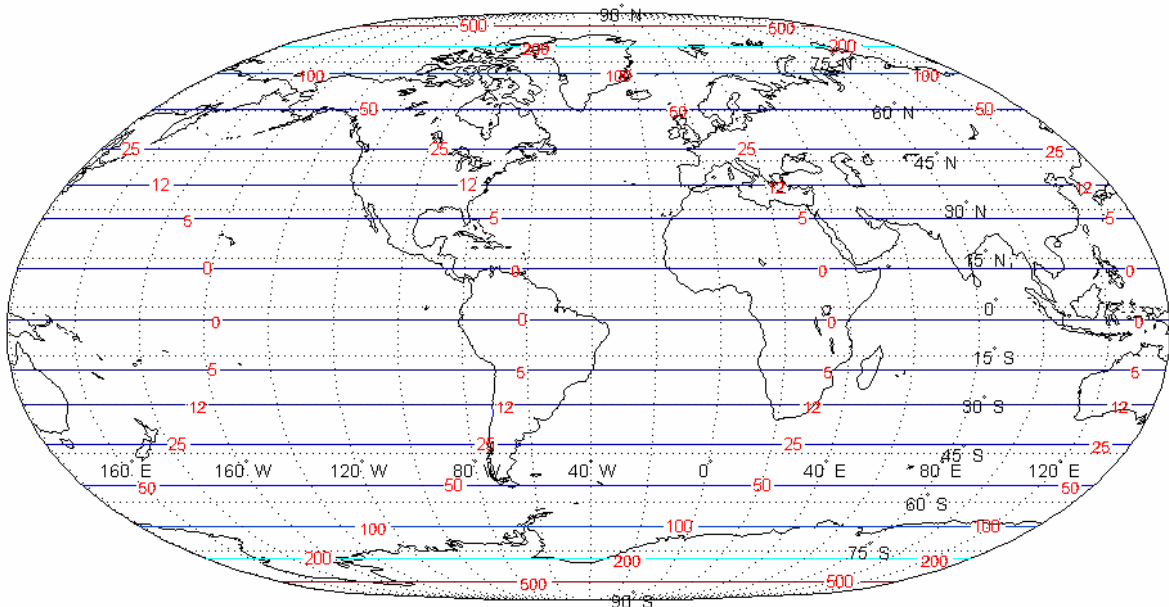 90° N
500 500
200 200
75° N
100 100 100
50 50 50
60° N
25 25 25 25
45° N
12 12 12 12
30° N
5 5 5 5
15° N
0 0 0 0
0°
0 0 0 0
15° S
5 5 5 5
30° S
12 12 12 12
25 25 25 25
45° S
160° E 160° W 120° W 80° W 40° W 0° 40° E 80° E 120° E
50 50 50 50
60° S
100 100 100
75° S
200 200 200
500 500
90° S